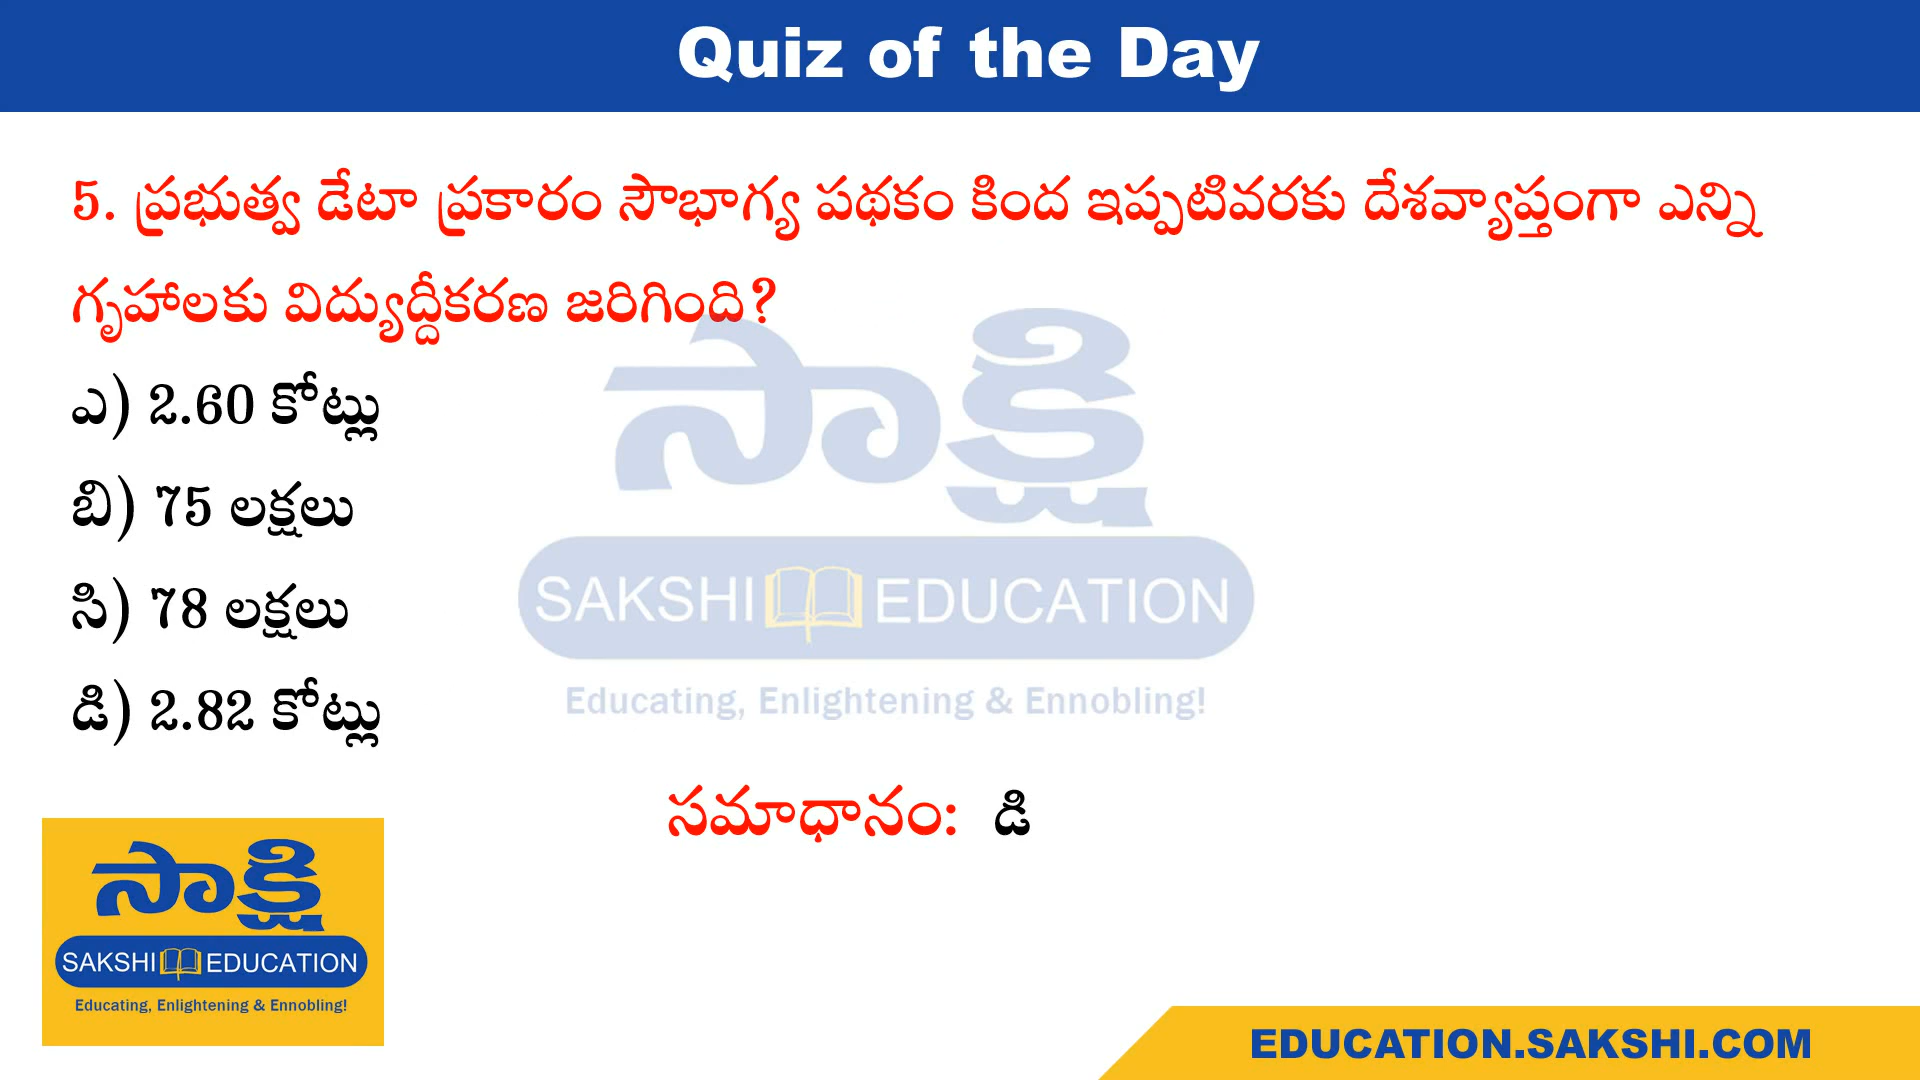 Quiz of the Day
5. ప్రభుత్వ డేటా ప్రకారం సౌభాగ్య పథకం కింద ఇప్పటివరకు దేశవ్యాప్తంగా ఎన్ని
గృహాలకు విద్యుద్దీకరణ జరిగింది?
ఎ) 2.60 కోట్లు
బి) 75 లక్షలు
సి) 78 లక్షలు
డి) 2.82 కోట్లు
సాక్షి
SAKSHI EDUCATION
Educating, Enlightening & Ennobling!
సమాధానం: డి
సాక్షి
SAKSHI EDUCATION
Educating, Enlightening & Ennobling!
EDUCATION.SAKSHI.COM